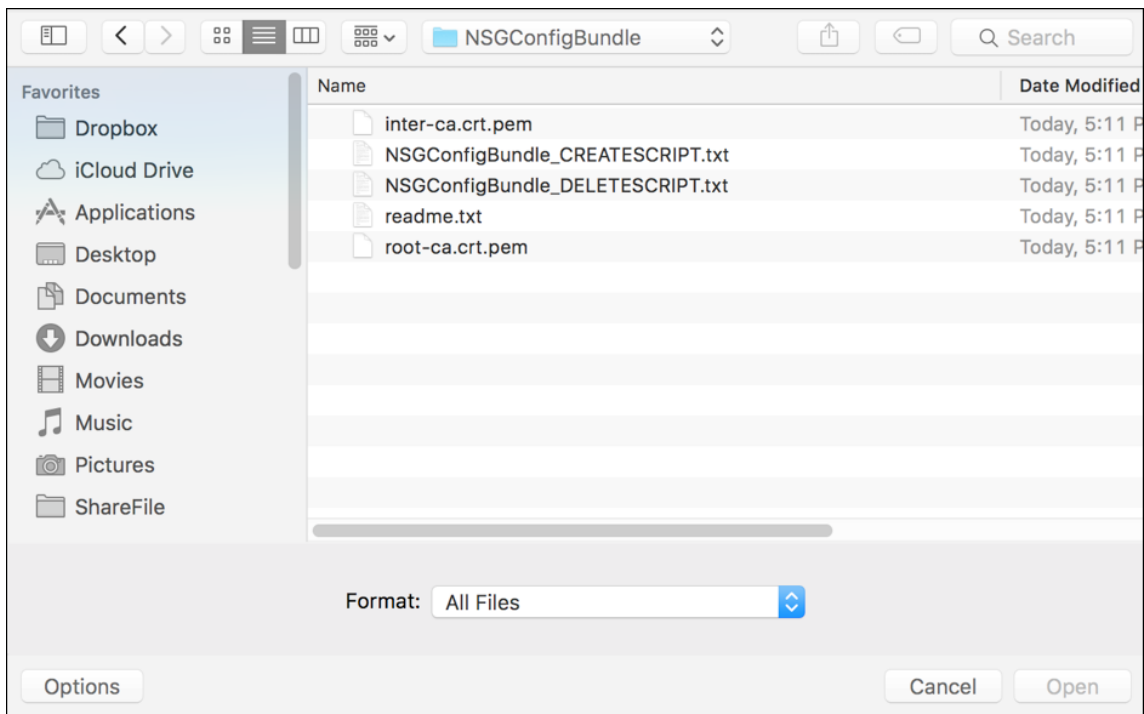 NSGConfigBundle
Search
Favorites
Dropbox
iCloud Drive
Applications
Desktop
Documents
Downloads
Movies
Music
Pictures
ShareFile
Name Date Modified
inter-ca.crt.pem Today, 5:11 P
NSGConfigBundle_CREATESCRIPT.txt Today, 5:11 P
NSGConfigBundle_DELETESCRIPT.txt Today, 5:11 P
readme.txt Today, 5:11 P
root-ca.crt.pem Today, 5:11 P
Format: All Files
Options Cancel Open